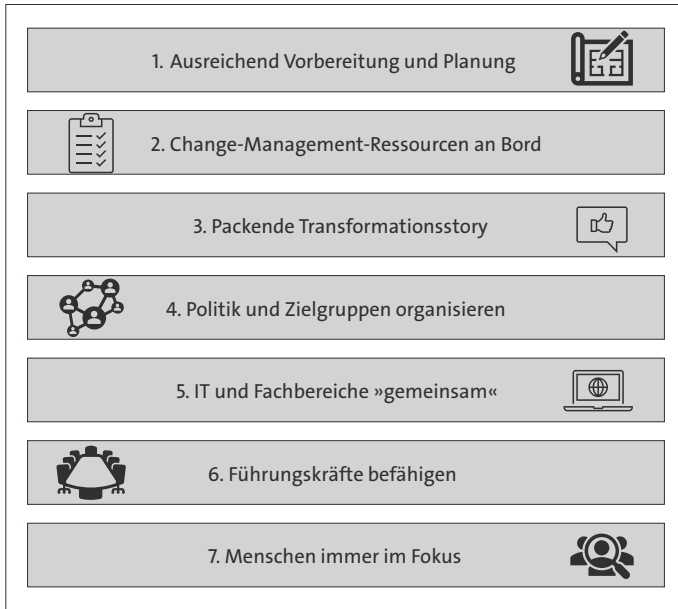 1. Ausreichend Vorbereitung und Planung
2. Change-Management-Ressourcen an Bord
3. Packende Transformationsstory
4. Politik und Zielgruppen organisieren
5. IT und Fachbereiche »gemeinsam«
6. Führungskräfte befähigen
7. Menschen immer im Fokus